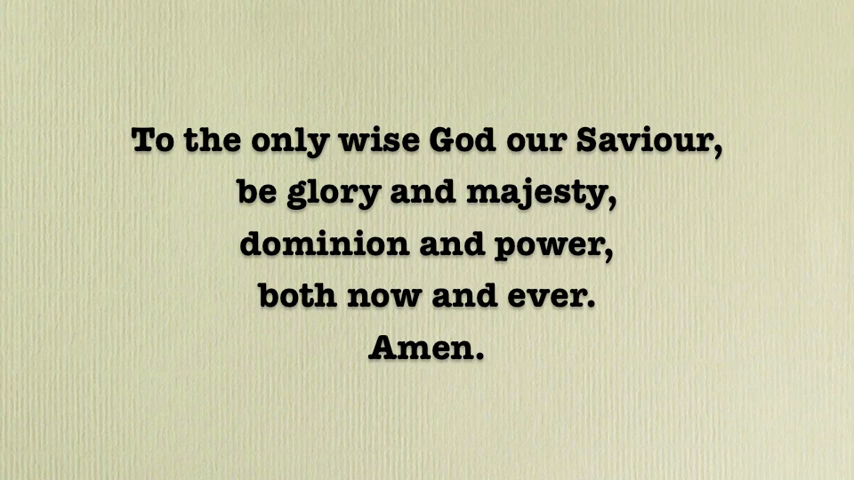 To the only wise God our Saviour,
be glory and majesty,
dominion and power,
both now and ever.
Amen.